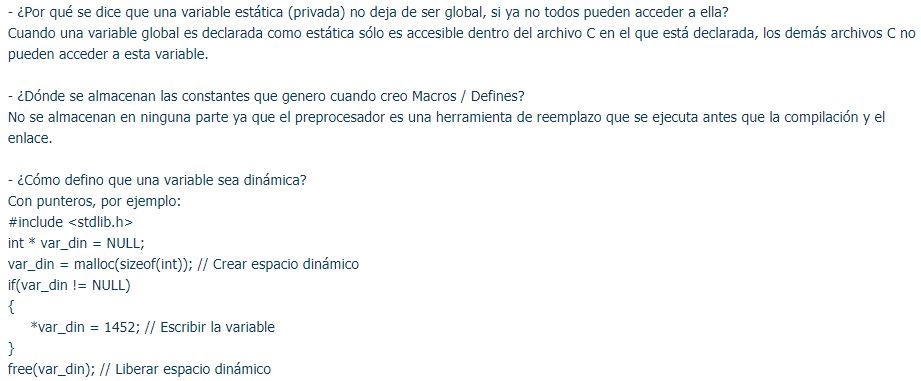 - ¿Por qué se dice que una variable estática (privada) no deja de ser global, si ya no todos pueden acceder a ella?
Cuando una variable global es declarada como estática sólo es accesible dentro del archivo C en el que está declarada, los demás archivos C no
pueden acceder a esta variable.

- ¿Dónde se almacenan las constantes que genero cuando creo Macros / Defines?
No se almacenan en ninguna parte ya que el preprocesador es una herramienta de reemplazo que se ejecuta antes que la compilación y el
enlace.

- ¿Cómo defino que una variable sea dinámica?
Con punteros, por ejemplo:
#include <stdlib.h>
int * var_din = NULL;
var_din = malloc(sizeof(int)); // Crear espacio dinámico
if(var_din != NULL)
{
    *var_din = 1452; // Escribir la variable
}
free(var_din); // Liberar espacio dinámico